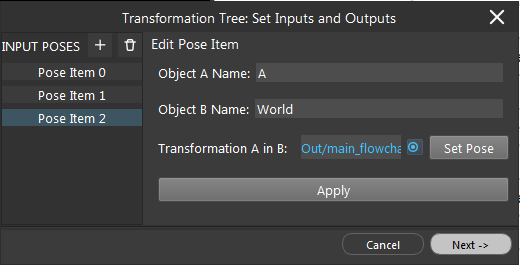 Transformation Tree: Set Inputs and Outputs
INPUT POSES
Pose Item 0
Pose Item 1
Pose Item 2
Edit Pose Item
Object A Name: A
Object B Name: World
Transformation A in B: Out/main_flowcha Set Pose
Apply
Cancel
Next ->